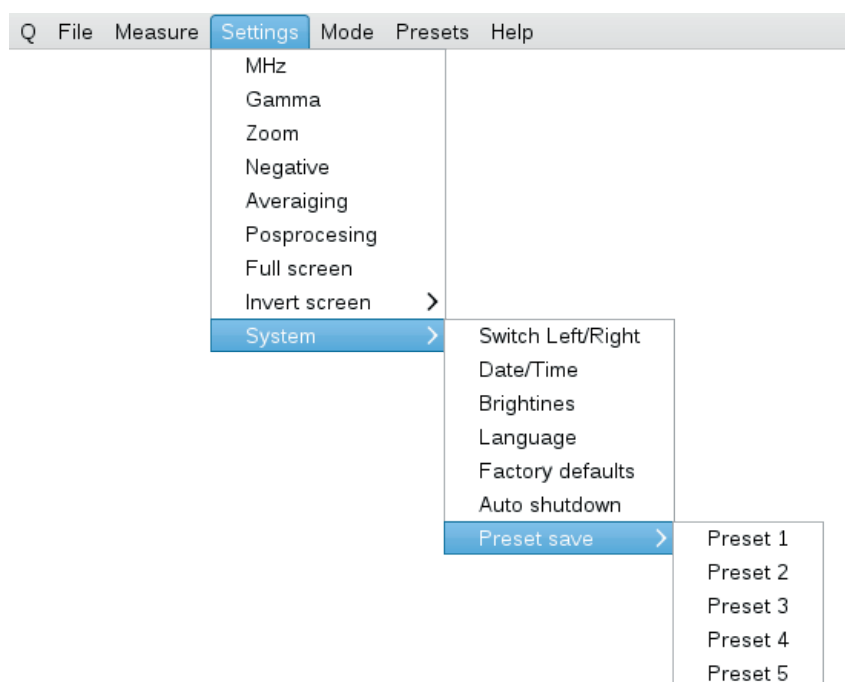 Q File Measure Settings Mode Presets Help
MHz
Gamma
Zoom
Negative
Averaiging
Posprocesing
Full screen
Invert screen
System
Switch Left/Right
Date/Time
Brightines
Language
Factory defaults
Auto shutdown
Preset save
Preset 1
Preset 2
Preset 3
Preset 4
Preset 5